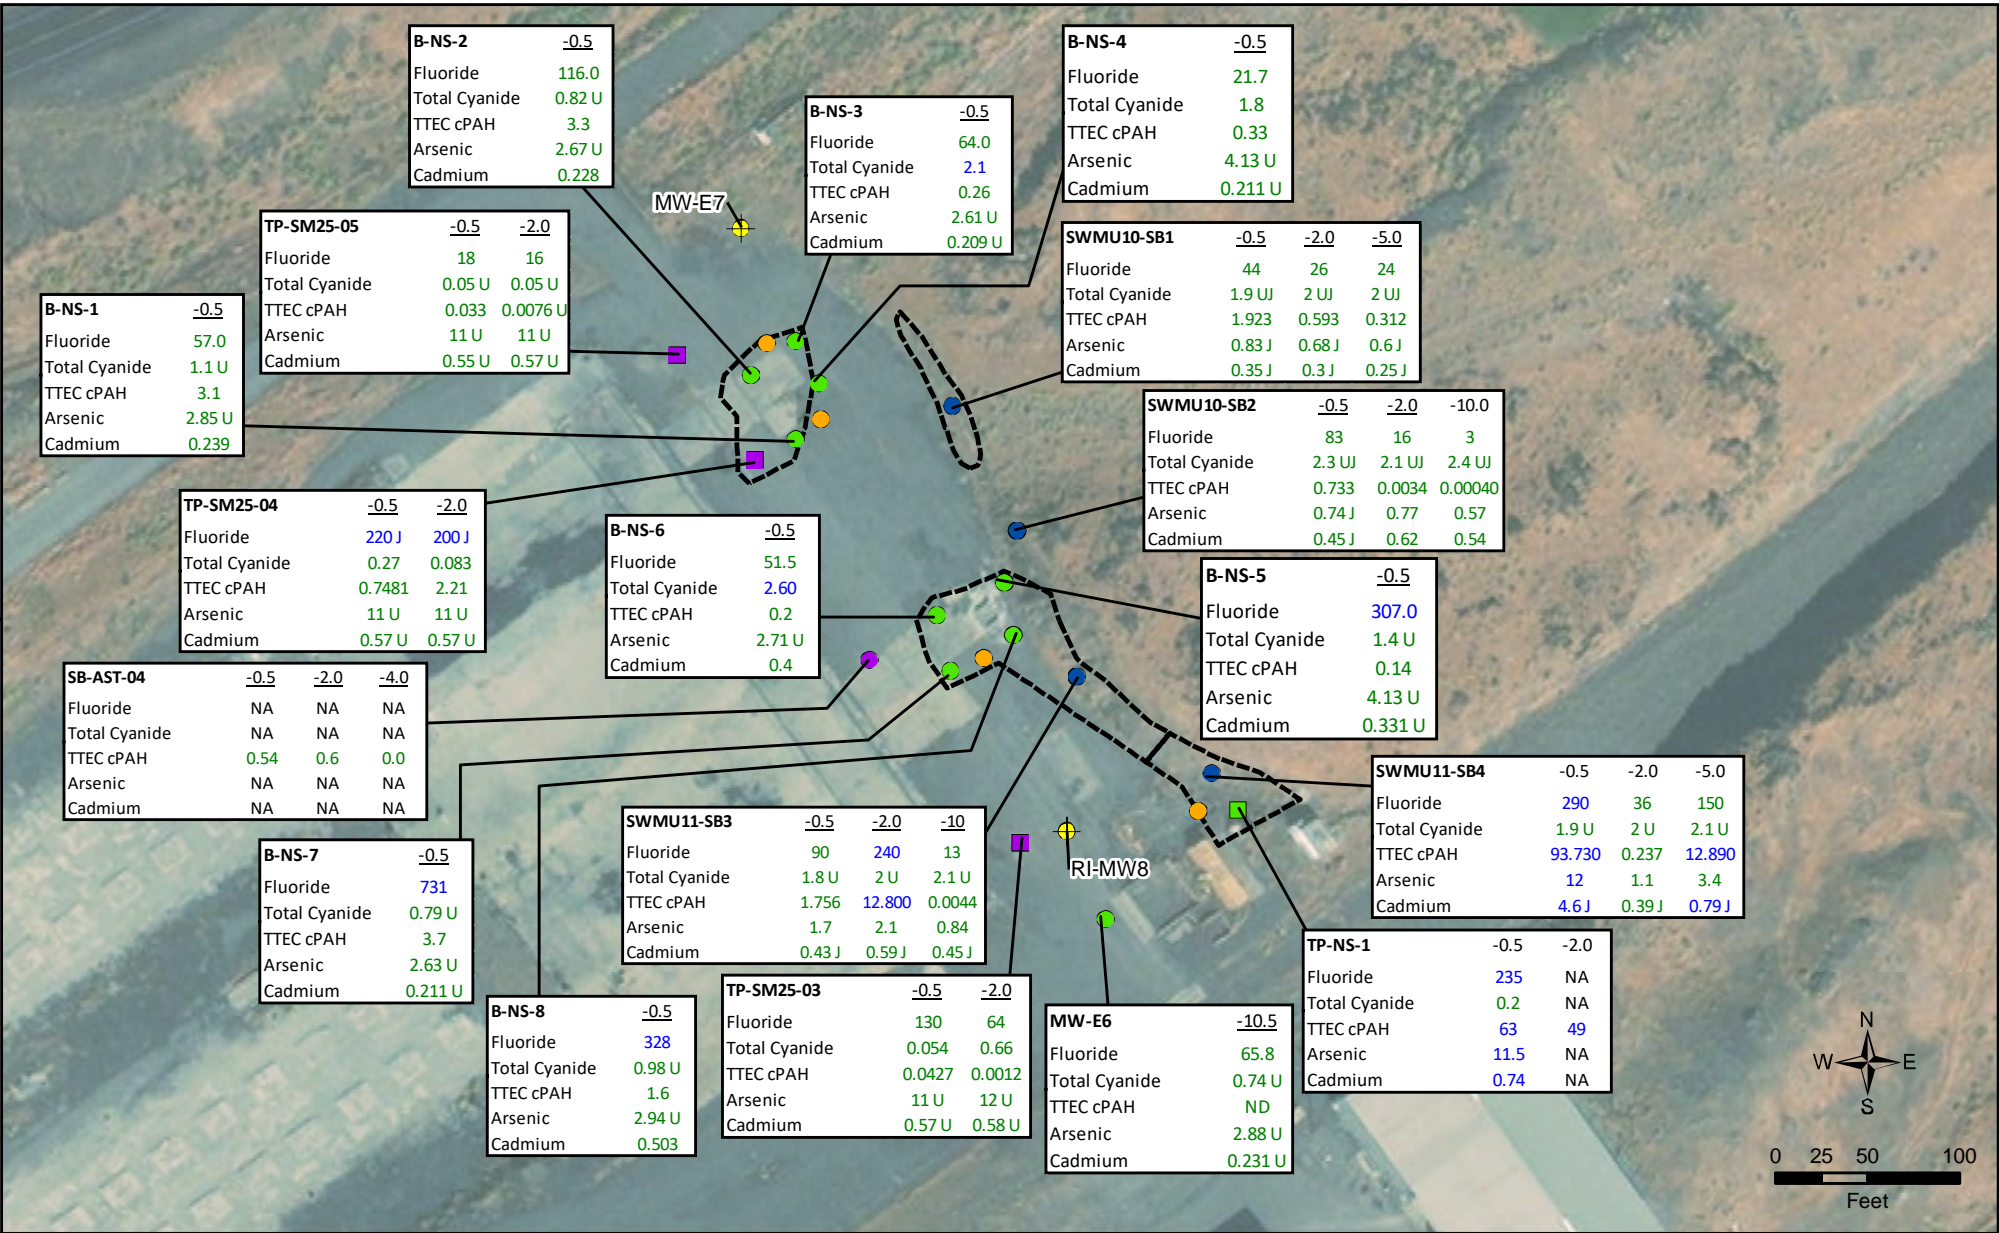 B-NS-2 -0.5
Fluoride 116.0
Total Cyanide 0.82 U
TTEC cPAH 3.3
Arsenic 2.67 U
Cadmium 0.228
B-NS-3 -0.5
Fluoride 64.0
Total Cyanide 2.1
TTEC cPAH 0.26
Arsenic 2.61 U
Cadmium 0.209 U
B-NS-4 -0.5
Fluoride 21.7
Total Cyanide 1.8
TTEC cPAH 0.33
Arsenic 4.13 U
Cadmium 0.211 U
MW-E7
TP-SM25-05 -0.5 -2.0
Fluoride 18 16
Total Cyanide 0.05 U 0.05 U
TTEC cPAH 0.033 0.0076 U
Arsenic 11 U 11 U
Cadmium 0.55 U 0.57 U
SWMU10-SB1 -0.5 -2.0 -5.0
Fluoride 44 26 24
Total Cyanide 1.9 UJ 2 UJ 2 UJ
TTEC cPAH 1.923 0.593 0.312
Arsenic 0.83 J 0.68 J 0.6 J
Cadmium 0.35 J 0.3 J 0.25 J
B-NS-1 -0.5
Fluoride 57.0
Total Cyanide 1.1 U
TTEC cPAH 3.1
Arsenic 2.85 U
Cadmium 0.239
SWMU10-SB2 -0.5 -2.0 -10.0
Fluoride 83 16 3
Total Cyanide 2.3 UJ 2.1 UJ 2.4 UJ
TTEC cPAH 0.733 0.0034 0.00040
Arsenic 0.74 J 0.77 0.57
Cadmium 0.45 J 0.62 0.54
TP-SM25-04 -0.5 -2.0
Fluoride 220 J 200 J
Total Cyanide 0.27 0.083
TTEC cPAH 0.7481 2.21
Arsenic 11 U 11 U
Cadmium 0.57 U 0.57 U
B-NS-6 -0.5
Fluoride 51.5
Total Cyanide 2.60
TTEC cPAH 0.2
Arsenic 2.71 U
Cadmium 0.4
B-NS-5 -0.5
Fluoride 307.0
Total Cyanide 1.4 U
TTEC cPAH 0.14
Arsenic 4.13 U
Cadmium 0.331 U
SB-AST-04 -0.5 -2.0 -4.0
Fluoride NA NA NA
Total Cyanide NA NA NA
TTEC cPAH 0.54 0.6 0.0
Arsenic NA NA NA
Cadmium NA NA NA
SWMU11-SB4 -0.5 -2.0 -5.0
Fluoride 290 36 150
Total Cyanide 1.9 U 2 U 2.1 U
TTEC cPAH 93.730 0.237 12.890
Arsenic 12 1.1 3.4
Cadmium 4.6 J 0.39 J 0.79 J
SWMU11-SB3 -0.5 -2.0 -10
Fluoride 90 240 13
Total Cyanide 1.8 U 2 U 2.1 U
TTEC cPAH 1.756 12.800 0.0044
Arsenic 1.7 2.1 0.84
Cadmium 0.43 J 0.59 J 0.45 J
RI-MW8
B-NS-7 -0.5
Fluoride 731
Total Cyanide 0.79 U
TTEC cPAH 3.7
Arsenic 2.63 U
Cadmium 0.211 U
TP-NS-1 -0.5 -2.0
Fluoride 235 NA
Total Cyanide 0.2 NA
TTEC cPAH 63 49
Arsenic 11.5 NA
Cadmium 0.74 NA
B-NS-8 -0.5
Fluoride 328
Total Cyanide 0.98 U
TTEC cPAH 1.6
Arsenic 2.94 U
Cadmium 0.503
TP-SM25-03 -0.5 -2.0
Fluoride 130 64
Total Cyanide 0.054 0.66
TTEC cPAH 0.0427 0.0012
Arsenic 11 U 12 U
Cadmium 0.57 U 0.58 U
MW-E6 -10.5
Fluoride 65.8
Total Cyanide 0.74 U
TTEC cPAH ND
Arsenic 2.88 U
Cadmium 0.231 U
N
W E
S
0 25 50 100
Feet